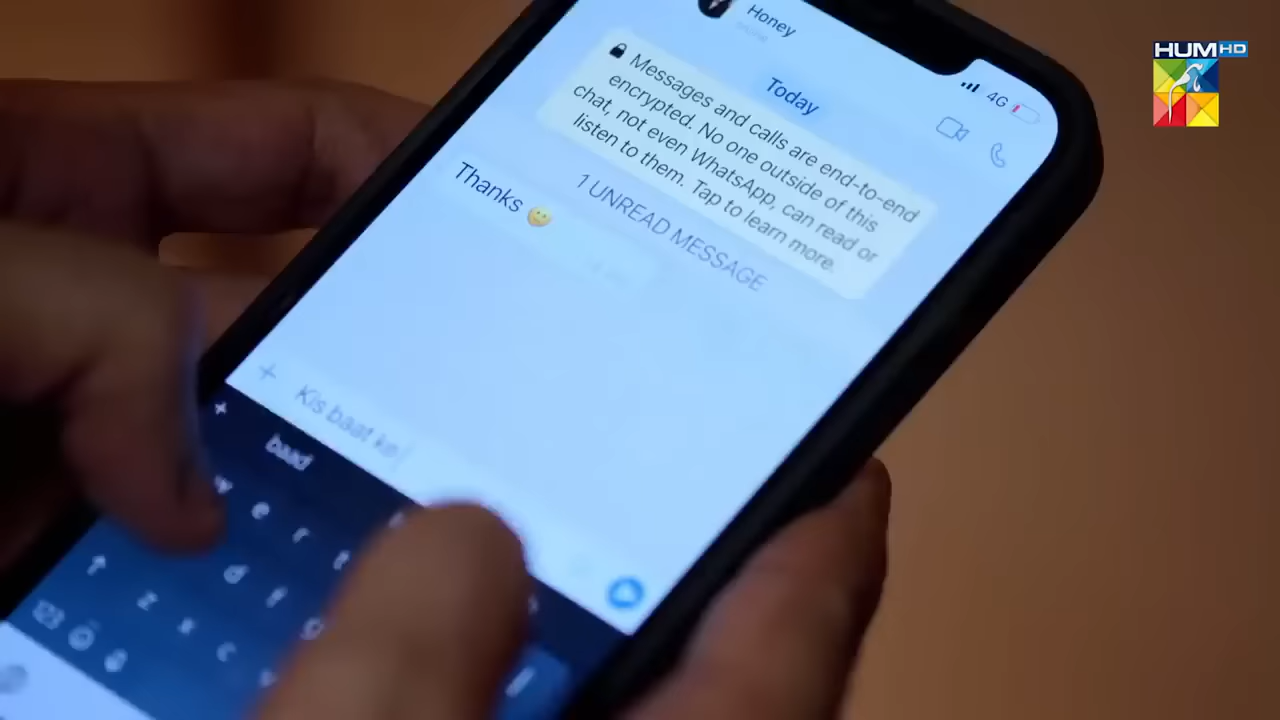 HUM HD
Honey
4G
Today
Messages and calls are end-to-end
encrypted. No one outside of this
chat, not even WhatsApp, can read or
listen to them. Tap to learn more.
1 UNREAD MESSAGE
Thanks 🙂
Kis baat ke
baad
w e r t
d f g
z x c v
123